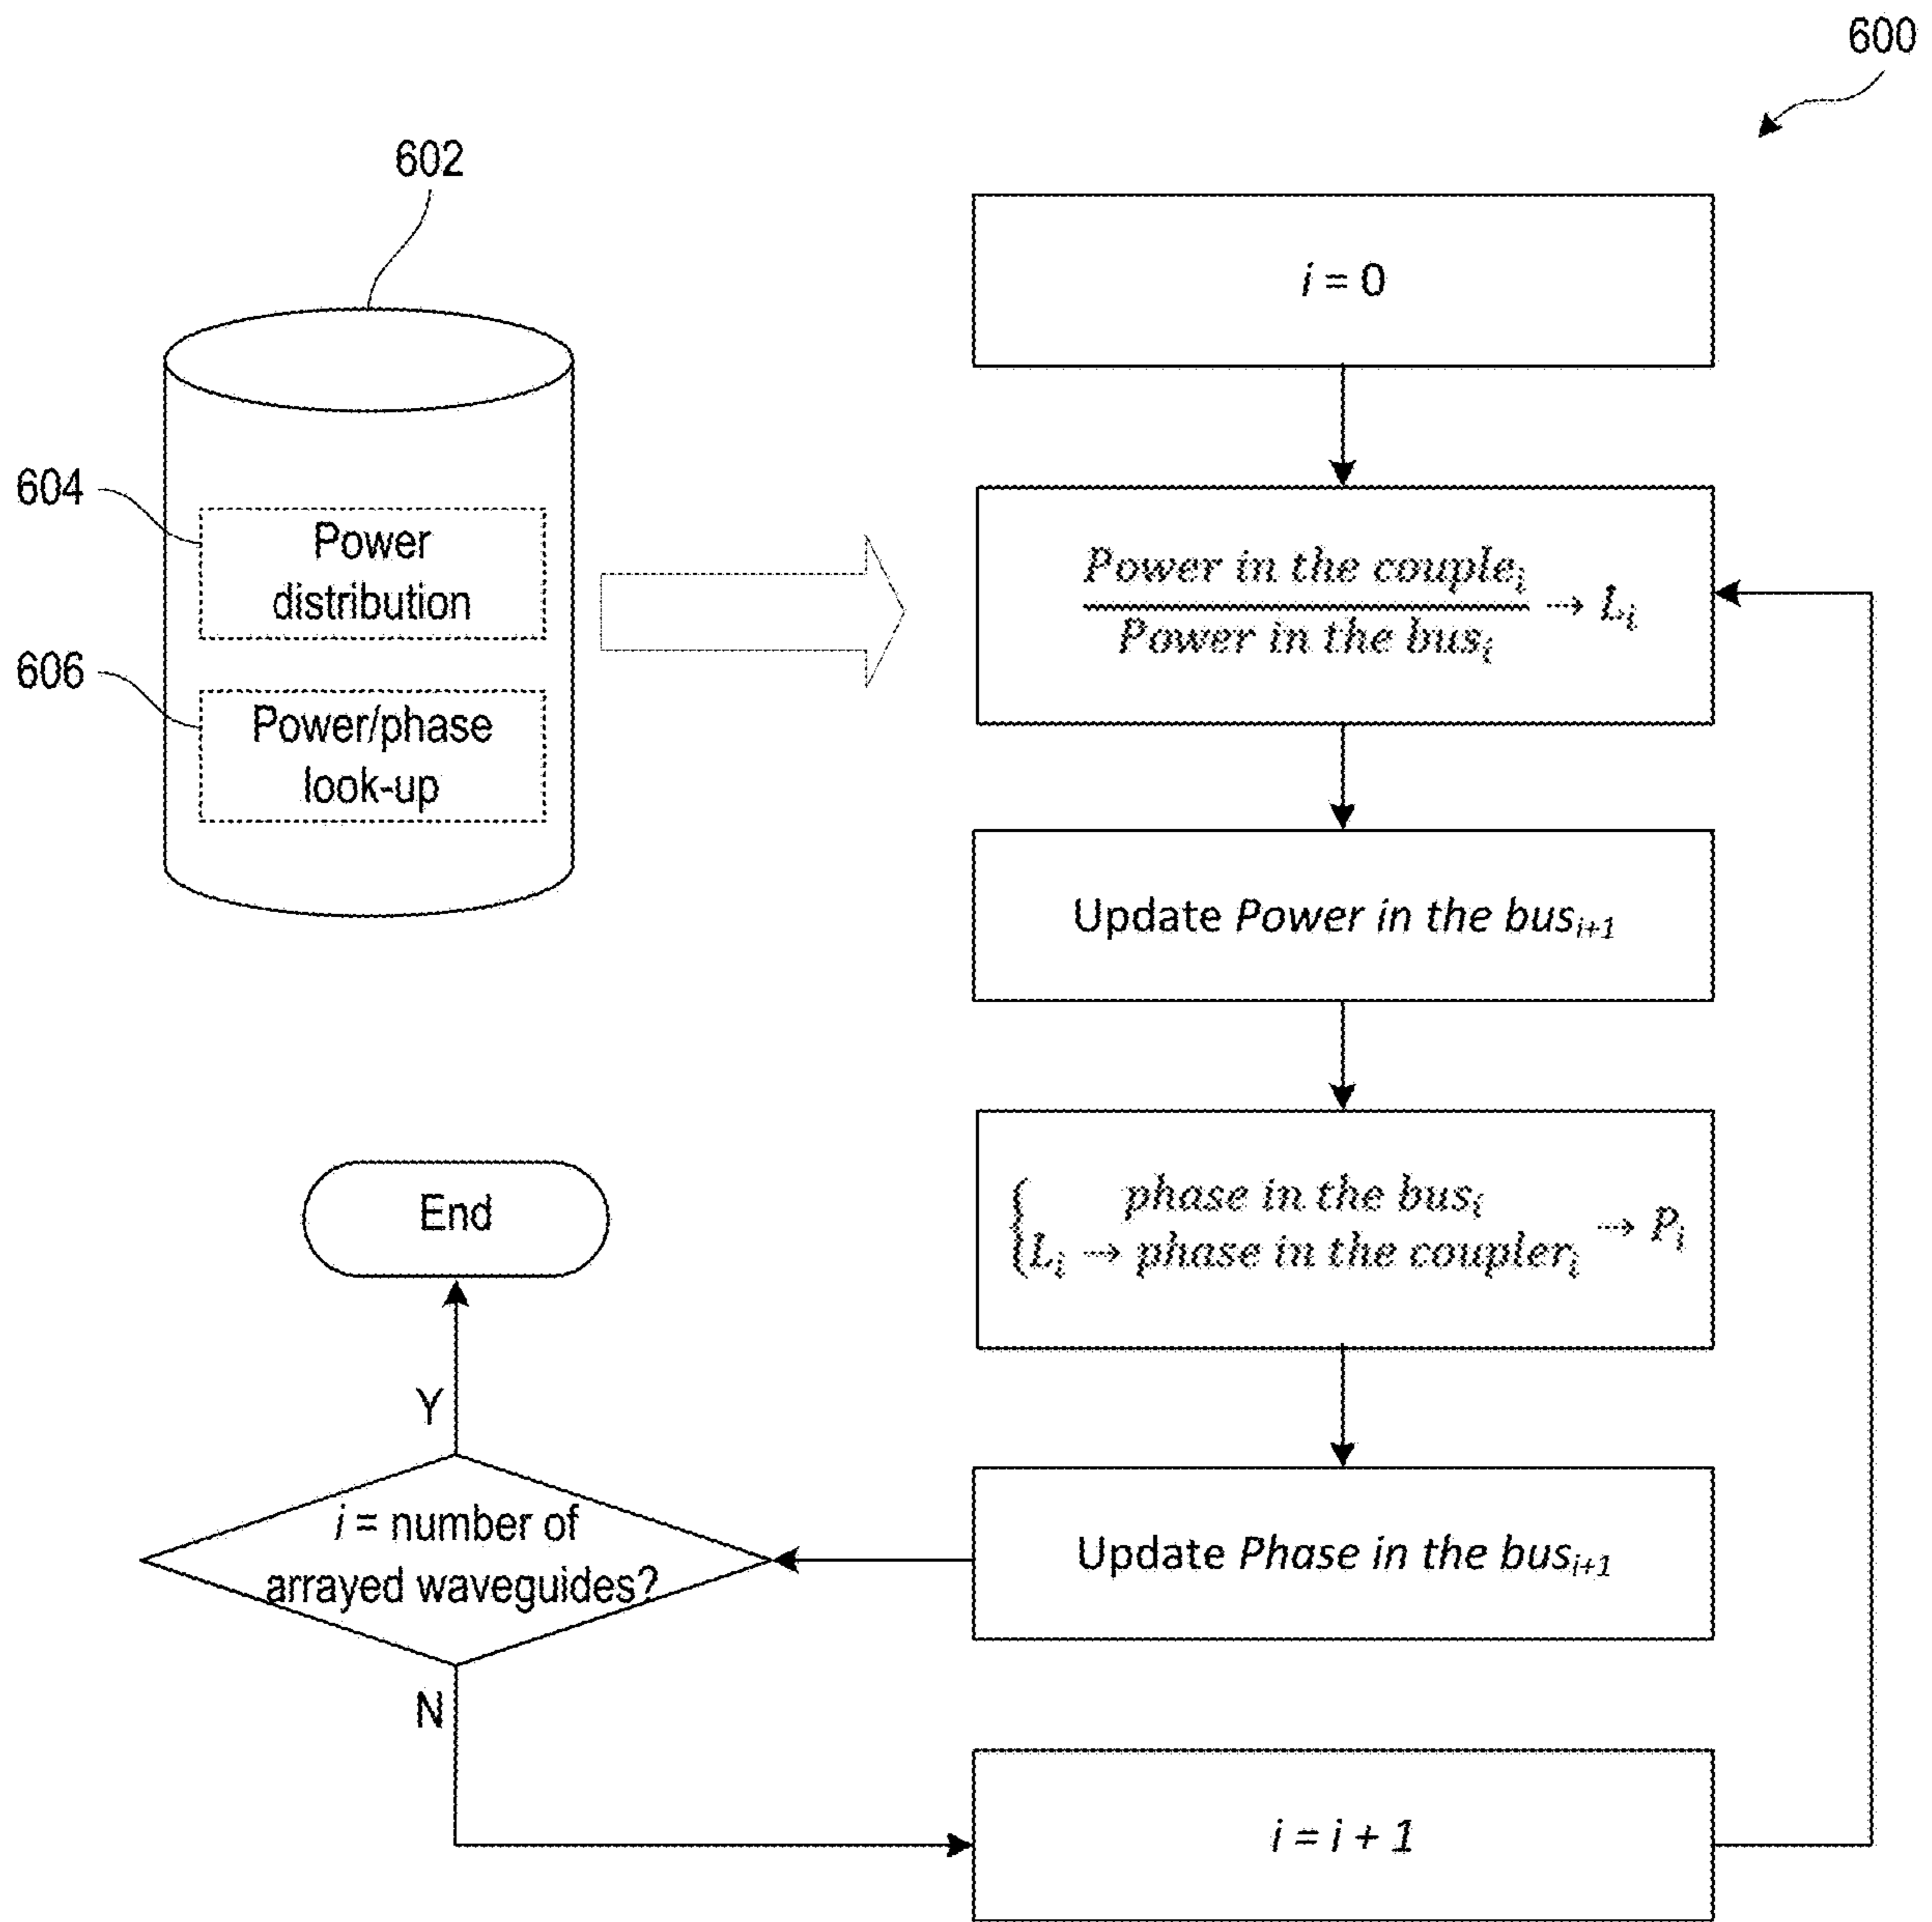 600
602
i = 0
604
Power
distribution
606
Power/phase
look-up
Power in the couple_i
Power in the bus_i
→ L_i
Update Power in the bus_{i+1}
{ phase in the bus_i
L_i → phase in the coupler_i
→ P_i
End
Y
i = number of
arrayed waveguides?
Update Phase in the bus_{i+1}
N
i = i + 1